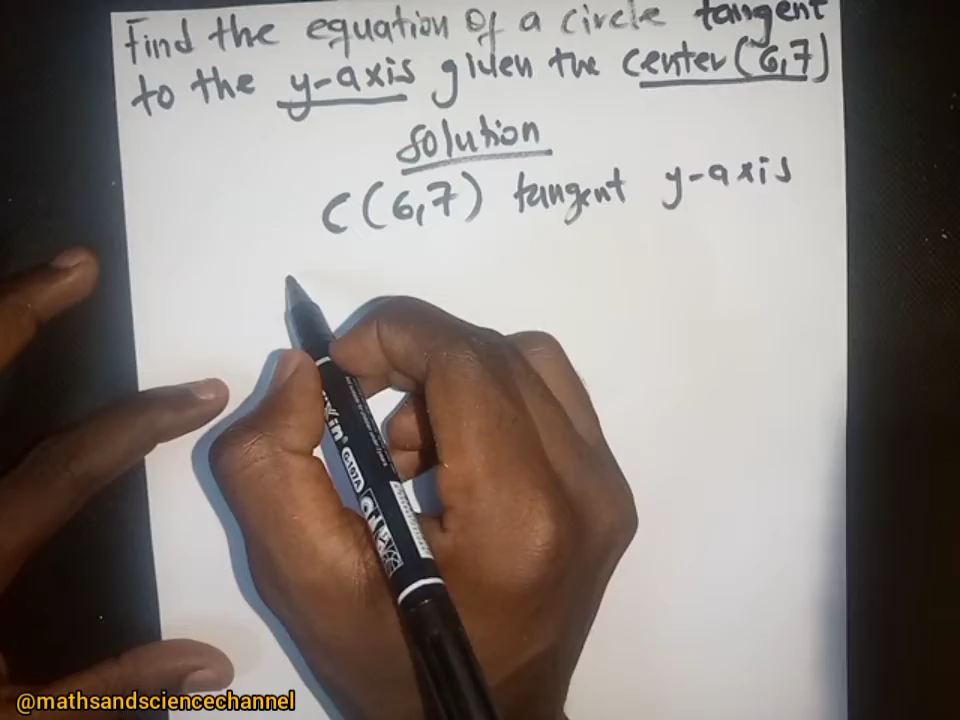 Find the equation of a circle tangent
to the y-axis given the center (6,7)
Solution
C(6,7) tangent y-axis
G-107A
@mathsandsciencechannel